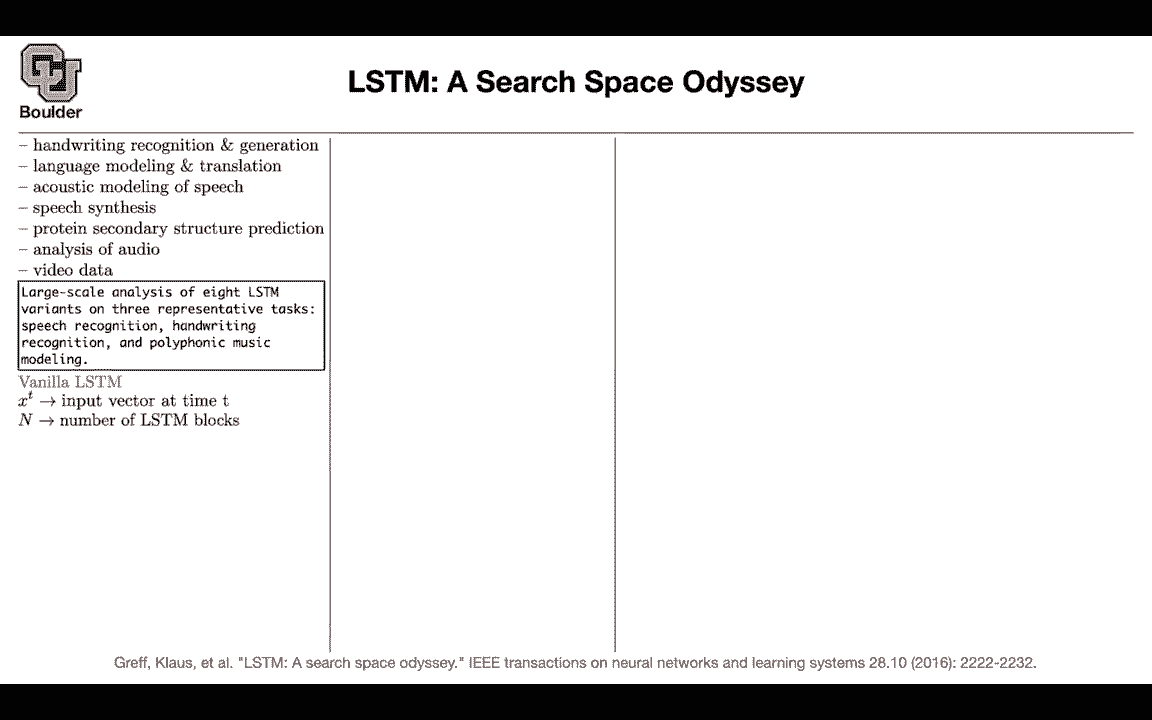 CU
Boulder
LSTM: A Search Space Odyssey
– handwriting recognition & generation
– language modeling & translation
– acoustic modeling of speech
– speech synthesis
– protein secondary structure prediction
– analysis of audio
– video data
Large-scale analysis of eight LSTM
variants on three representative tasks:
speech recognition, handwriting
recognition, and polyphonic music
modeling.
Vanilla LSTM
x^t → input vector at time t
N → number of LSTM blocks
Greff, Klaus, et al. "LSTM: A search space odyssey." IEEE transactions on neural networks and learning systems 28.10 (2016): 2222-2232.